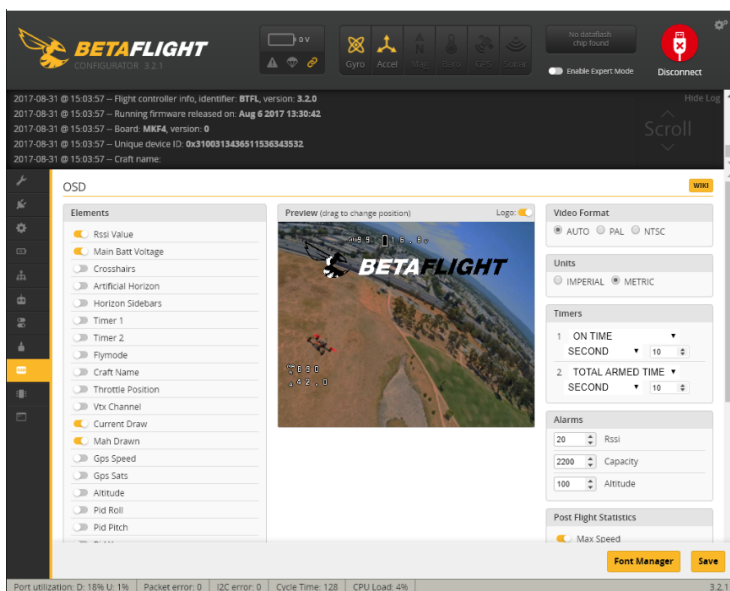 BETAFLIGHT
CONFIGURATOR 3.2.1
0 V
Gyro Accel Mag Baro GPS Sonar
No dataflash
chip found
Enable Expert Mode
Disconnect
Hide Log
Scroll
2017-08-31 @ 15:03:57 -- Flight controller info, identifier: BTFL, version: 3.2.0
2017-08-31 @ 15:03:57 -- Running firmware released on: Aug 6 2017 13:30:42
2017-08-31 @ 15:03:57 -- Board: MKF4, version: 0
2017-08-31 @ 15:03:57 -- Unique device ID: 0x3100313436511536343532
2017-08-31 @ 15:03:57 -- Craft name:
OSD
WIKI
Elements
Rssi Value
Main Batt Voltage
Crosshairs
Artificial Horizon
Horizon Sidebars
Timer 1
Timer 2
Flymode
Craft Name
Throttle Position
Vtx Channel
Current Draw
Mah Drawn
Gps Speed
Gps Sats
Altitude
Pid Roll
Pid Pitch
Preview (drag to change position)
Logo:
BETAFLIGHT
Video Format
AUTO PAL NTSC
Units
IMPERIAL METRIC
Timers
1 ON TIME
SECOND 10
2 TOTAL ARMED TIME
SECOND 10
Alarms
20 Rssi
2200 Capacity
100 Altitude
Post Flight Statistics
Max Speed
Font Manager
Save
Port utilization: D: 18% U: 1% Packet error: 0 I2C error: 0 Cycle Time: 128 CPU Load: 4%
3.2.1